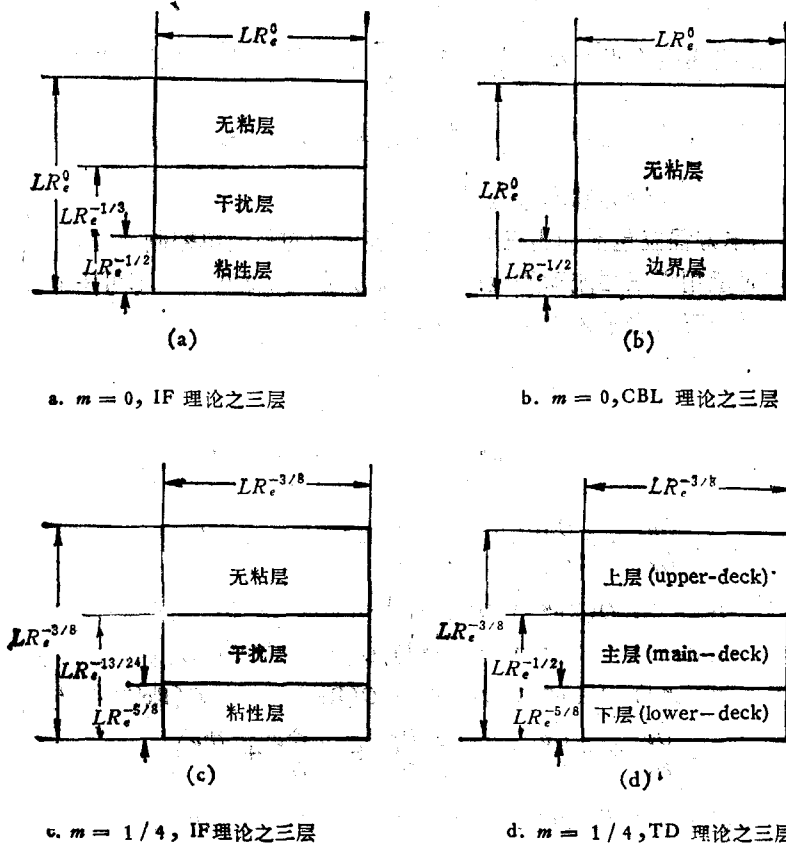 LR_e^0
无粘层
干扰层
粘性层
LR_e^0
LR_e^{-1/3}
LR_e^{-1/2}
(a)
a. m = 0, IF 理论之三层
LR_e^0
无粘层
边界层
LR_e^0
LR_e^{-1/2}
(b)
b. m = 0,CBL 理论之三层
LR_e^{-3/8}
无粘层
干扰层
粘性层
LR_e^{-3/8}
LR_e^{-13/24}
LR_e^{-5/8}
(c)
c. m = 1/4, IF理论之三层
LR_e^{-3/8}
上层(upper-deck)
主层(main-deck)
下层(lower-deck)
LR_e^{-3/8}
LR_e^{-1/2}
LR_e^{-5/8}
(d)
d. m = 1/4,TD 理论之三层